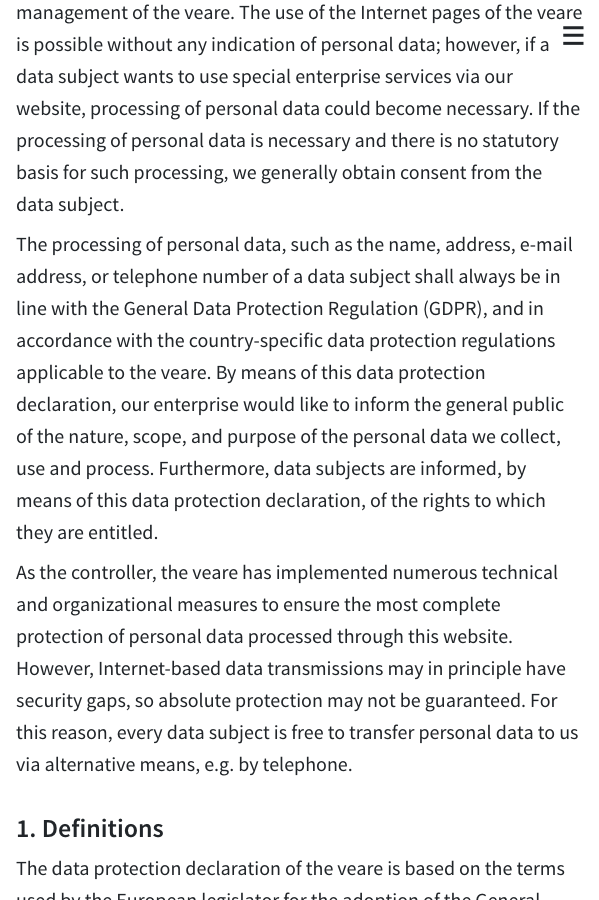 management of the veare. The use of the Internet pages of the veare
is possible without any indication of personal data; however, if a
data subject wants to use special enterprise services via our
website, processing of personal data could become necessary. If the
processing of personal data is necessary and there is no statutory
basis for such processing, we generally obtain consent from the
data subject.
The processing of personal data, such as the name, address, e-mail
address, or telephone number of a data subject shall always be in
line with the General Data Protection Regulation (GDPR), and in
accordance with the country-specific data protection regulations
applicable to the veare. By means of this data protection
declaration, our enterprise would like to inform the general public
of the nature, scope, and purpose of the personal data we collect,
use and process. Furthermore, data subjects are informed, by
means of this data protection declaration, of the rights to which
they are entitled.
As the controller, the veare has implemented numerous technical
and organizational measures to ensure the most complete
protection of personal data processed through this website.
However, Internet-based data transmissions may in principle have
security gaps, so absolute protection may not be guaranteed. For
this reason, every data subject is free to transfer personal data to us
via alternative means, e.g. by telephone.
1. Definitions
The data protection declaration of the veare is based on the terms
used by the European legislator for the adoption of the General